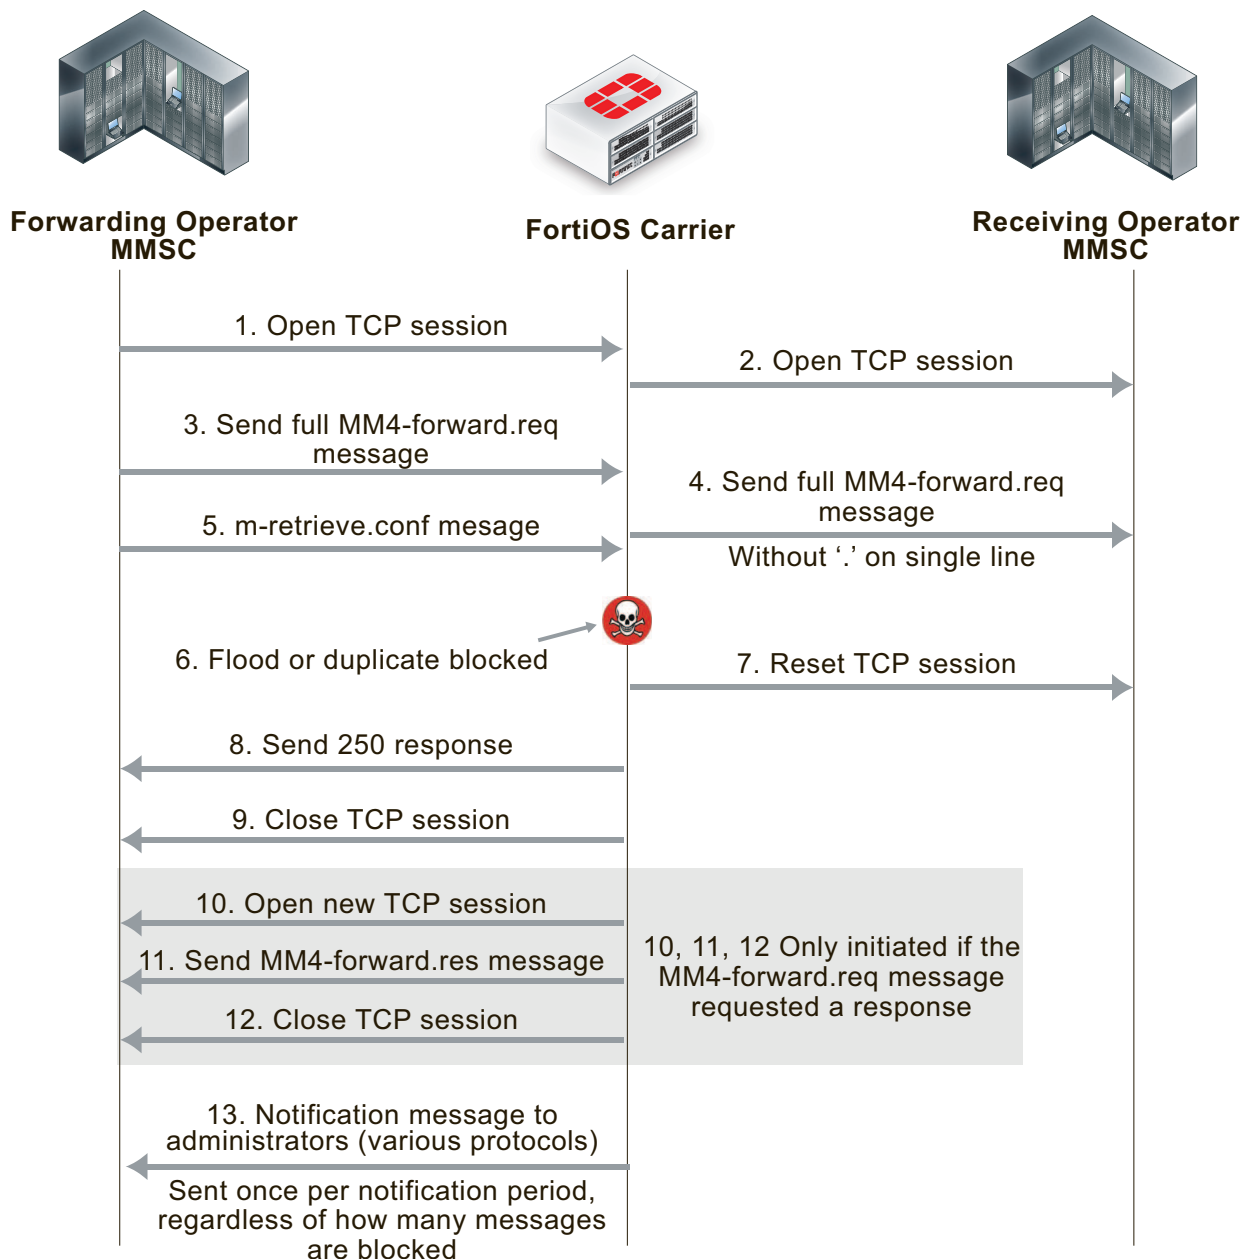 Forwarding Operator
MMSC
FortiOS Carrier
Receiving Operator
MMSC
1. Open TCP session
2. Open TCP session
3. Send full MM4-forward.req
message
4. Send full MM4-forward.req
message
Without ‘.’ on single line
5. m-retrieve.conf mesage
6. Flood or duplicate blocked
7. Reset TCP session
8. Send 250 response
9. Close TCP session
10. Open new TCP session
11. Send MM4-forward.res message
12. Close TCP session
10, 11, 12 Only initiated if the
MM4-forward.req message
requested a response
13. Notification message to
administrators (various protocols)
Sent once per notification period,
regardless of how many messages
are blocked